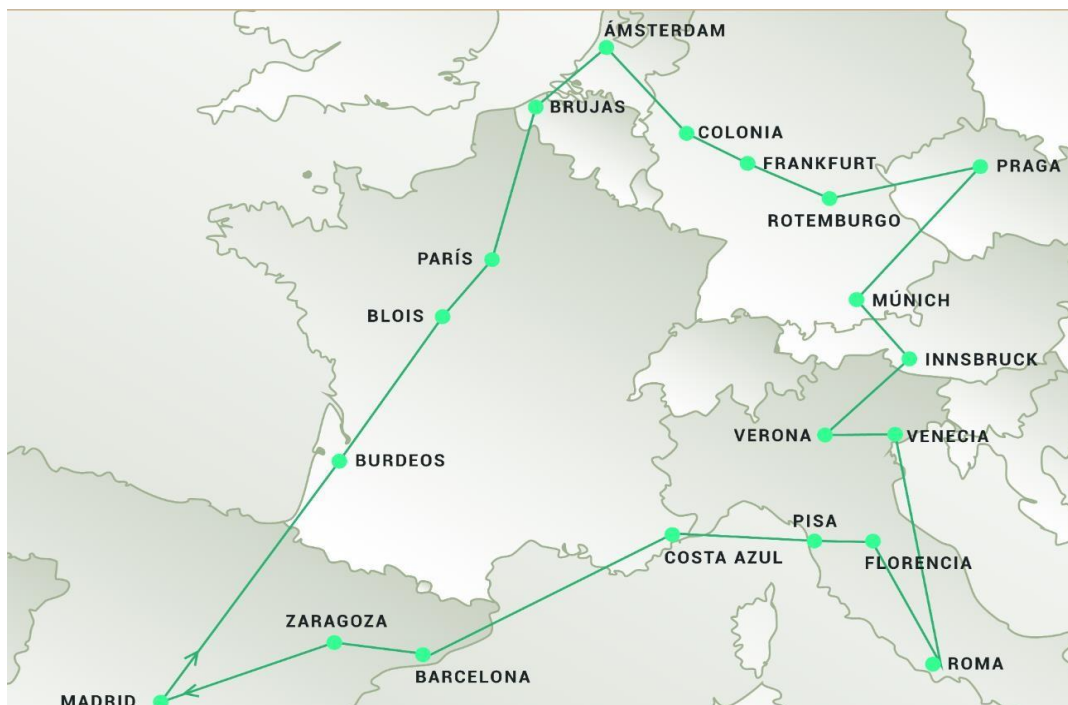 ÁMSTERDAM
BRUJAS
COLONIA
FRANKFURT
PRAGA
ROTEMBURGO
PARÍS
MÚNICH
BLOIS
INNSBRUCK
VERONA
VENECIA
BURDEOS
PISA
COSTA AZUL
FLORENCIA
ZARAGOZA
ROMA
BARCELONA
MADRID